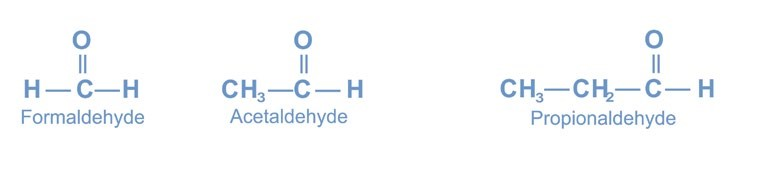 O
||
H—C—H
Formaldehyde
O
||
CH₃—C—H
Acetaldehyde
O
||
CH₃—CH₂—C—H
Propionaldehyde